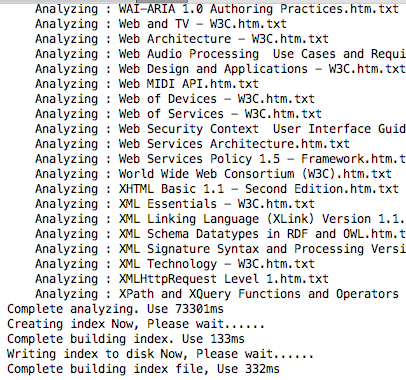 Analyzing : WAI-ARIA 1.0 Authoring Practices.htm.txt
Analyzing : Web and TV - W3C.htm.txt
Analyzing : Web Architecture - W3C.htm.txt
Analyzing : Web Audio Processing  Use Cases and Requi
Analyzing : Web Design and Applications - W3C.htm.txt
Analyzing : Web MIDI API.htm.txt
Analyzing : Web of Devices - W3C.htm.txt
Analyzing : Web of Services - W3C.htm.txt
Analyzing : Web Security Context  User Interface Guid
Analyzing : Web Services Architecture.htm.txt
Analyzing : Web Services Policy 1.5 - Framework.htm.t
Analyzing : World Wide Web Consortium (W3C).htm.txt
Analyzing : XHTML Basic 1.1 - Second Edition.htm.txt
Analyzing : XML Essentials - W3C.htm.txt
Analyzing : XML Linking Language (XLink) Version 1.1.
Analyzing : XML Schema Datatypes in RDF and OWL.htm.t
Analyzing : XML Signature Syntax and Processing Versi
Analyzing : XML Technology - W3C.htm.txt
Analyzing : XMLHttpRequest Level 1.htm.txt
Analyzing : XPath and XQuery Functions and Operators
Complete analyzing. Use 73301ms
Creating index Now, Please wait......
Complete building index. Use 133ms
Writing index to disk Now, Please wait......
Complete building index file, Use 332ms